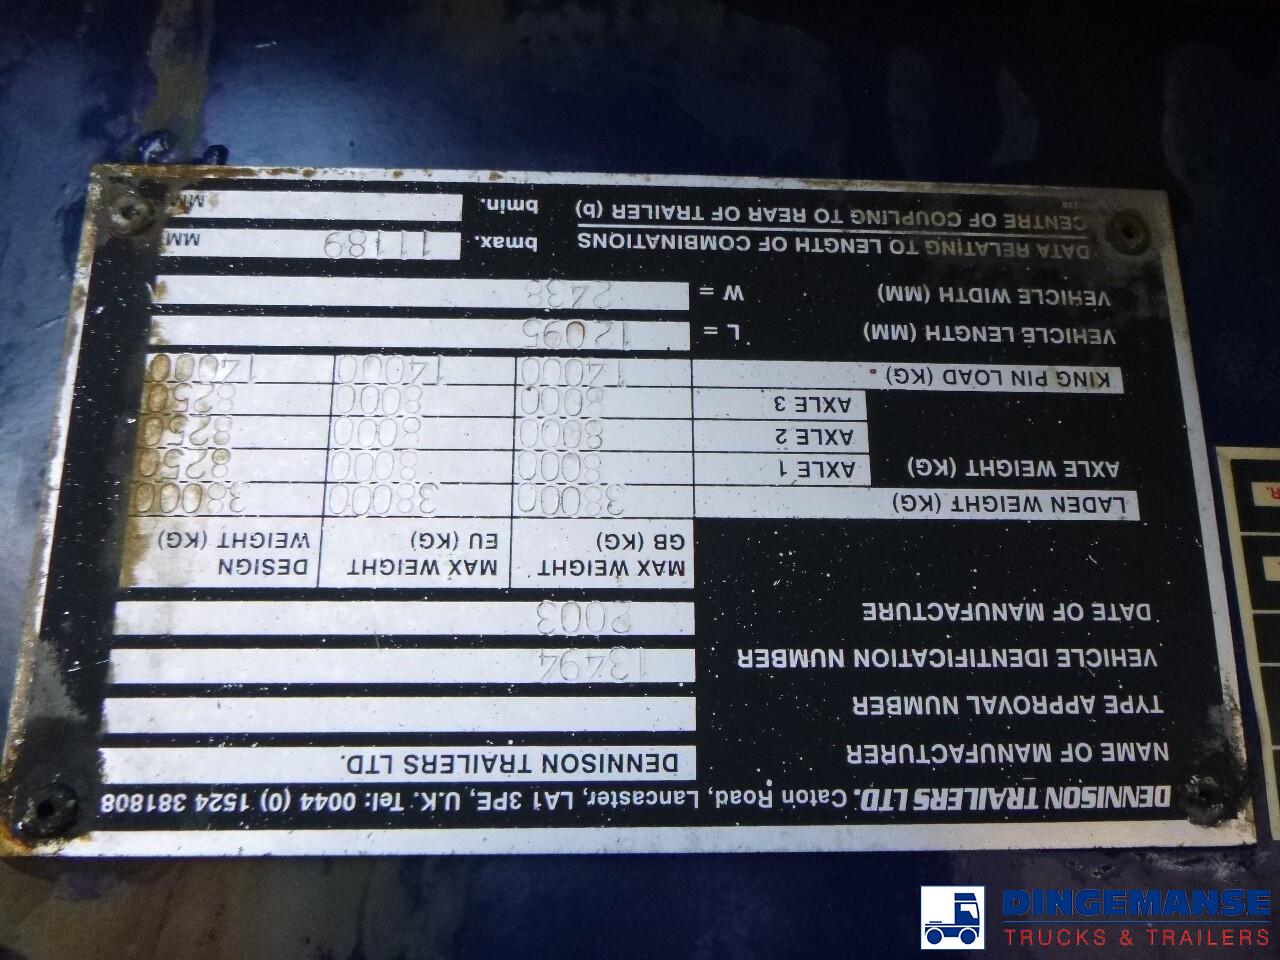 DENNISON TRAILERS LTD. Caton Road, Lancaster, LA1 3PE, U.K. Tel: 0044 (0) 1524 381808
NAME OF MANUFACTURER DENNISON TRAILERS LTD.
TYPE APPROVAL NUMBER
VEHICLE IDENTIFICATION NUMBER 13494
DATE OF MANUFACTURE 2003
MAX WEIGHT GB (KG) MAX WEIGHT EU (KG) DESIGN WEIGHT (KG)
LADEN WEIGHT (KG) 38000 38000 38000
AXLE WEIGHT (KG) AXLE 1 8000 8000 8250
AXLE 2 8000 8000 8250
AXLE 3 8000 8000 8250
KING PIN LOAD (KG) 14000 14000 14000
VEHICLE LENGTH (MM) L = 12095
VEHICLE WIDTH (MM) W = 2438
DATA RELATING TO LENGTH OF COMBINATIONS bmax. 11189 MM
CENTRE OF COUPLING TO REAR OF TRAILER (b) bmin. MM
DINGEMANSE
TRUCKS & TRAILERS